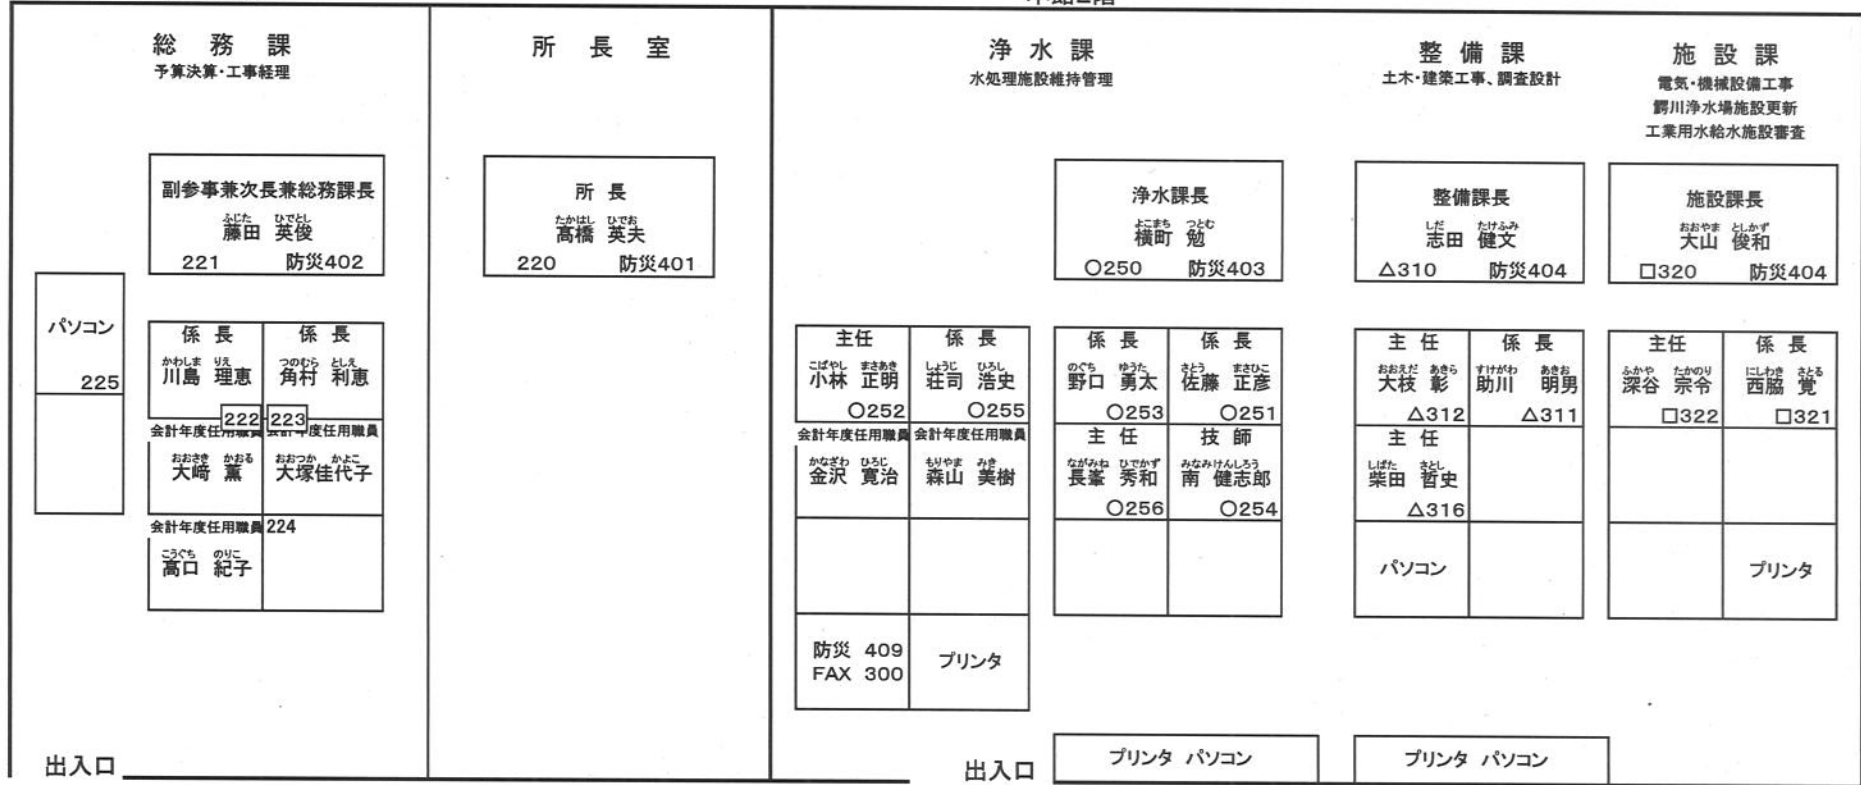 総務課
予算決算・工事経理
副参事兼次長兼総務課長
ふじた ひでとし
藤田 英俊
221 防災402
パソコン
225
係長
かわしま りえ
川島 理恵
222
係長
つのむら としえ
角村 利恵
223
会計年度任用職員
おおさき かおる
大﨑 薫
会計年度任用職員
おおつか かよこ
大塚佳代子
会計年度任用職員
こうぐち のりこ
髙口 紀子
224
出入口
所長室
所長
たかはし ひでお
髙橋 英夫
220 防災401
浄水課
水処理施設維持管理
浄水課長
よこまち つとむ
横町 勉
○250 防災403
主任
こばやし まさあき
小林 正明
○252
係長
しょうじ ひろし
荘司 浩史
○255
会計年度任用職員
かなざわ ひろじ
金沢 寛治
会計年度任用職員
もりやま みき
森山 美樹
防災 409
FAX 300
プリンタ
係長
のぐち ゆうた
野口 勇太
○253
係長
さとう まさひこ
佐藤 正彦
○251
主任
ながみね ひでかず
長峯 秀和
○256
技師
みなみけんしろう
南 健志郎
○254
出入口
プリンタ パソコン
整備課
土木・建築工事、調査設計
整備課長
しだ たけふみ
志田 健文
△310 防災404
主任
おおえだ あきら
大枝 彰
△312
係長
すけがわ あきお
助川 明男
△311
主任
しばた さとし
柴田 哲史
△316
パソコン
プリンタ パソコン
施設課
電気・機械設備工事
鰐川浄水場施設更新
工業用水給水施設審査
施設課長
おおやま としかず
大山 俊和
□320 防災404
主任
ふかや たかのり
深谷 宗令
□322
係長
にしわき さとる
西脇 覚
□321
プリンタ